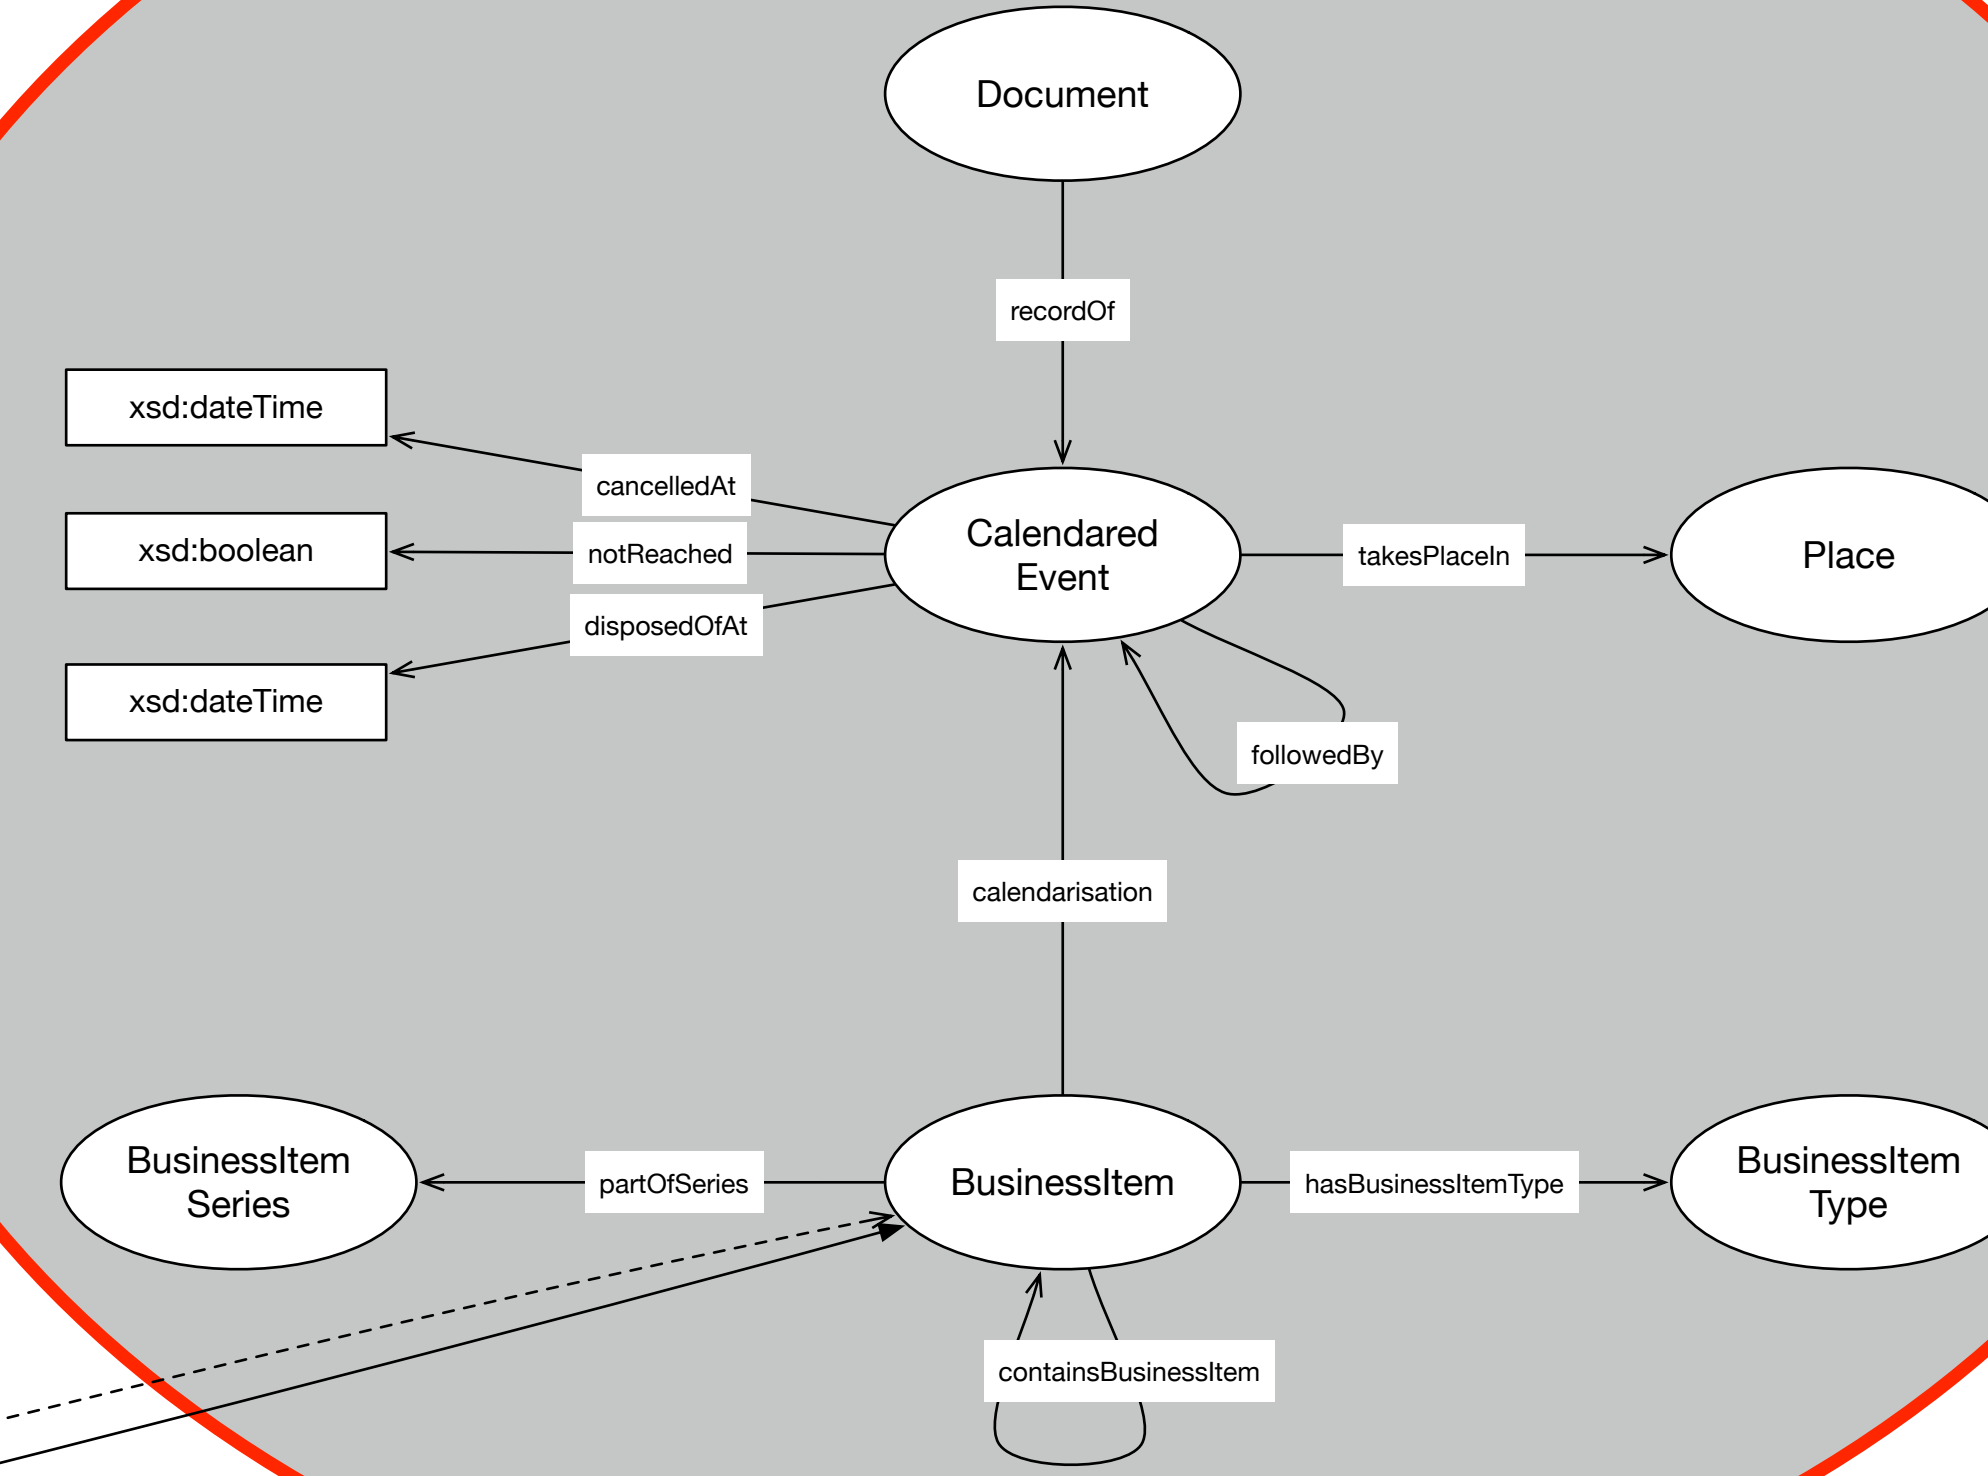 Document
recordOf
xsd:dateTime
cancelledAt
xsd:boolean
notReached
Calendared
Event
takesPlaceIn
Place
disposedOfAt
xsd:dateTime
followedBy
calendarisation
BusinessItem
Series
partOfSeries
BusinessItem
hasBusinessItemType
BusinessItem
Type
containsBusinessItem